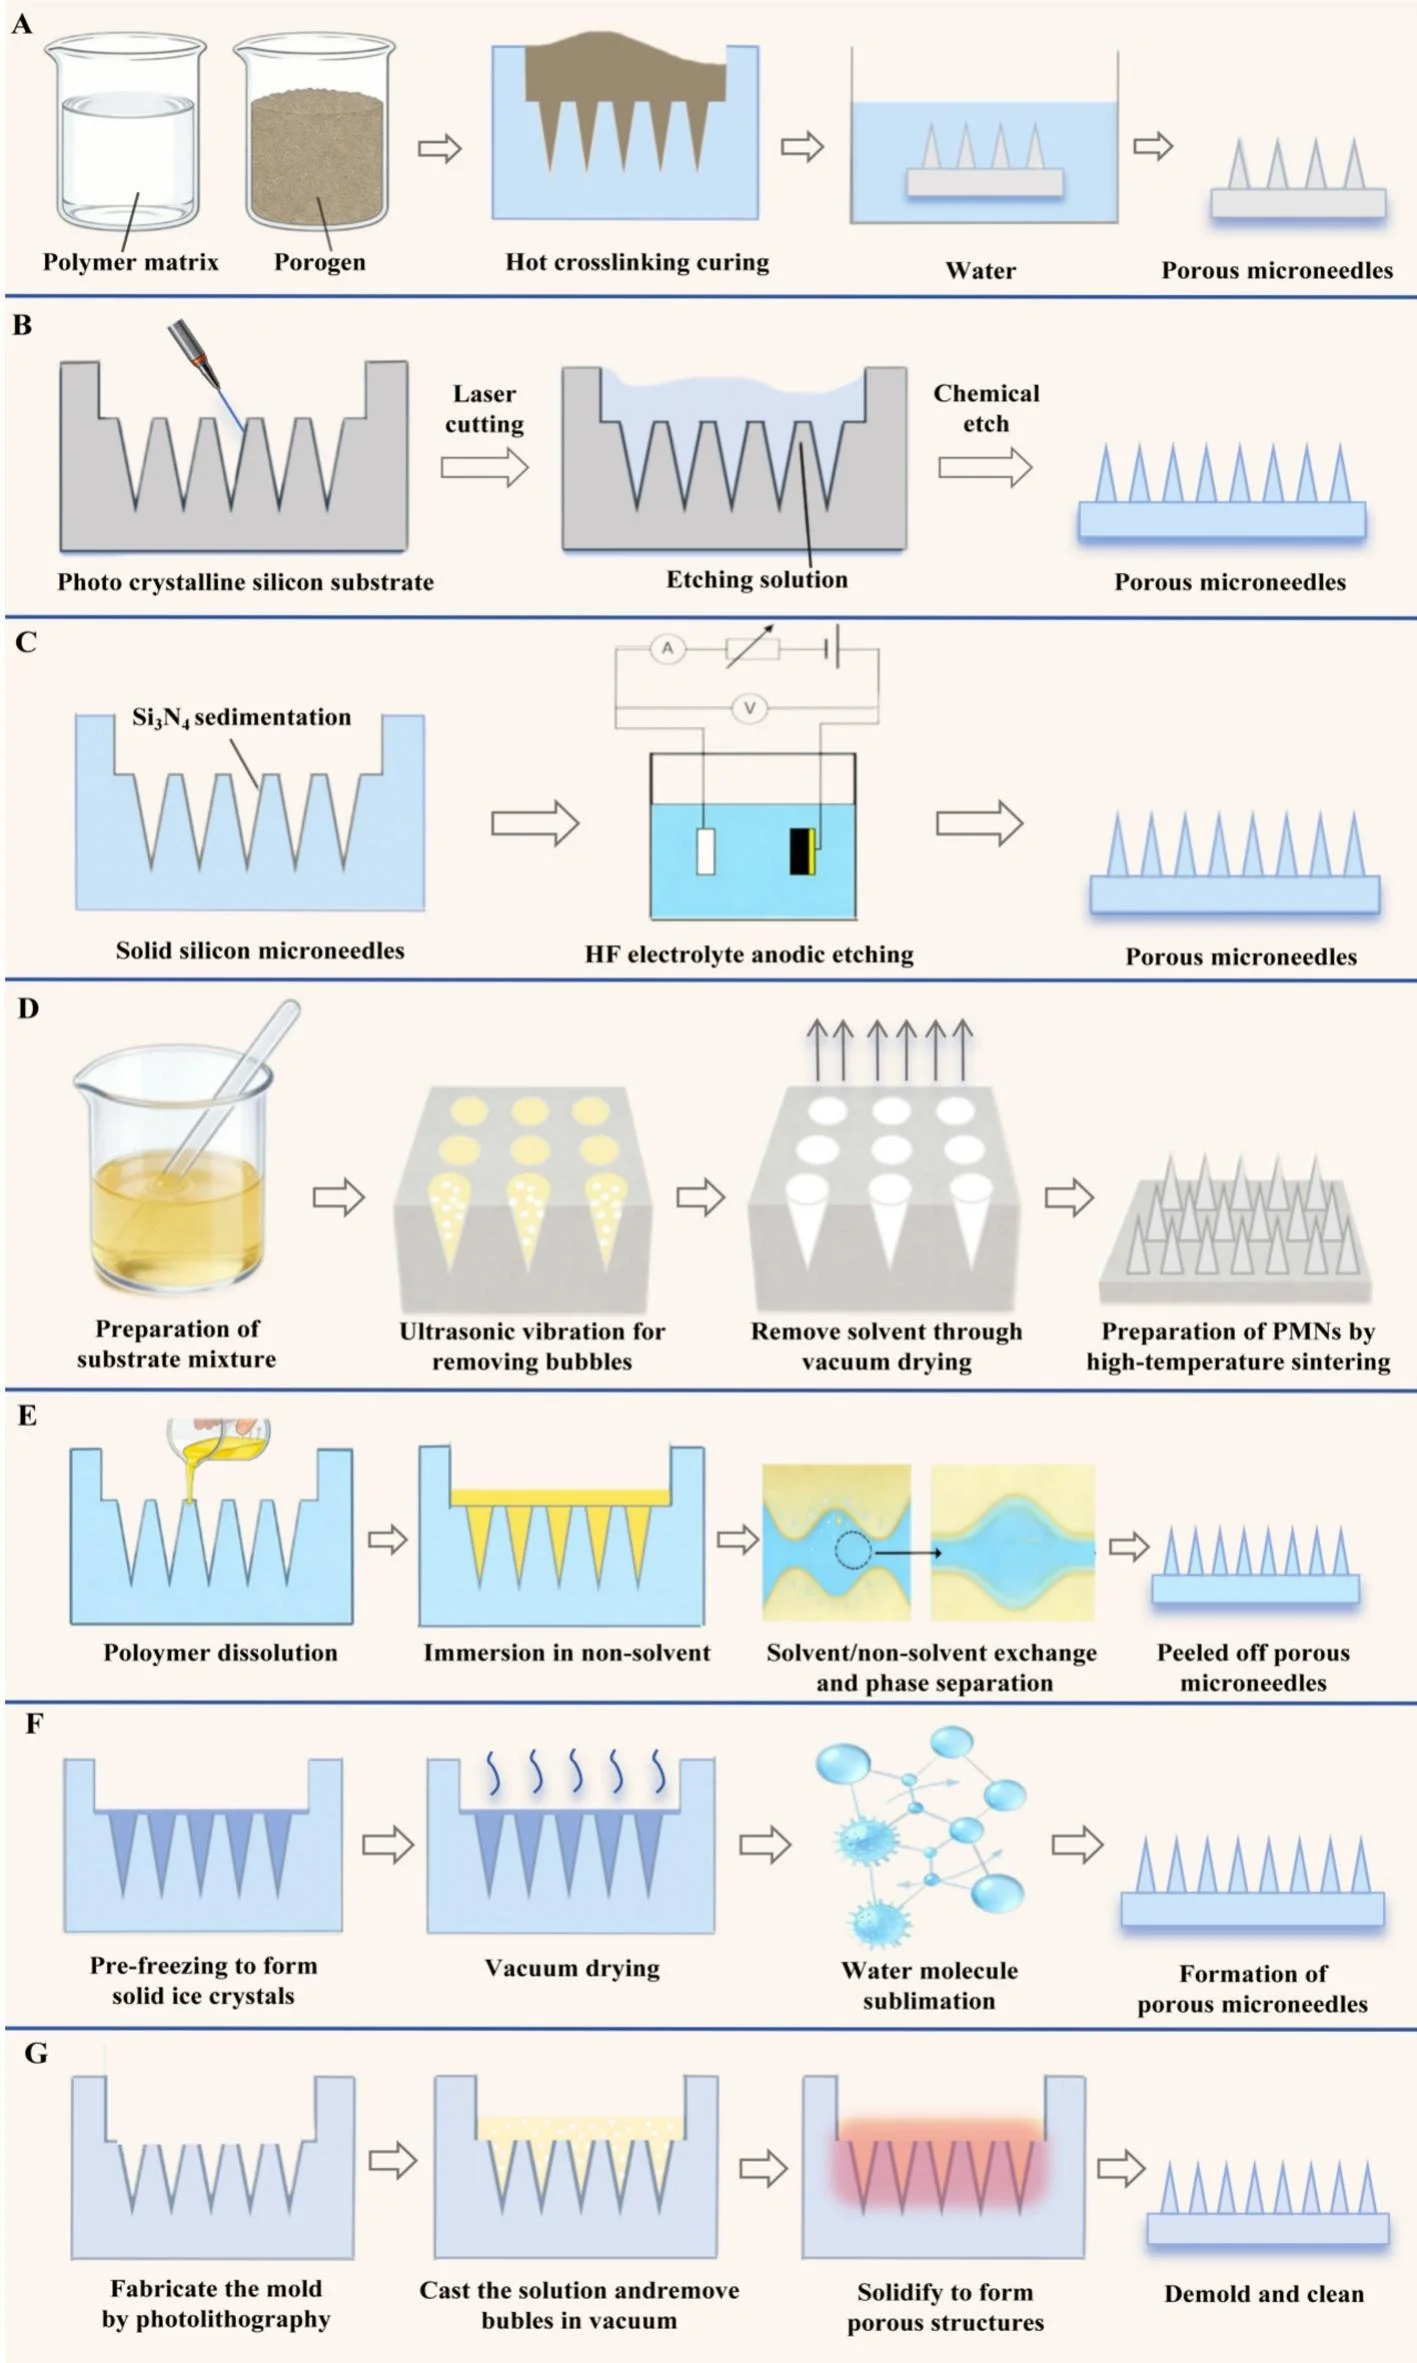 A
Polymer matrix
Porogen
Hot crosslinking curing
Water
Porous microneedles
B
Laser
cutting
Chemical
etch
Photo crystalline silicon substrate
Etching solution
Porous microneedles
C
Si₃N₄ sedimentation
A
V
Solid silicon microneedles
HF electrolyte anodic etching
Porous microneedles
D
Preparation of
substrate mixture
Ultrasonic vibration for
removing bubbles
Remove solvent through
vacuum drying
Preparation of PMNs by
high-temperature sintering
E
Poloymer dissolution
Immersion in non-solvent
Solvent/non-solvent exchange
and phase separation
Peeled off porous
microneedles
F
Pre-freezing to form
solid ice crystals
Vacuum drying
Water molecule
sublimation
Formation of
porous microneedles
G
Fabricate the mold
by photolithography
Cast the solution andremove
bubles in vacuum
Solidify to form
porous structures
Demold and clean